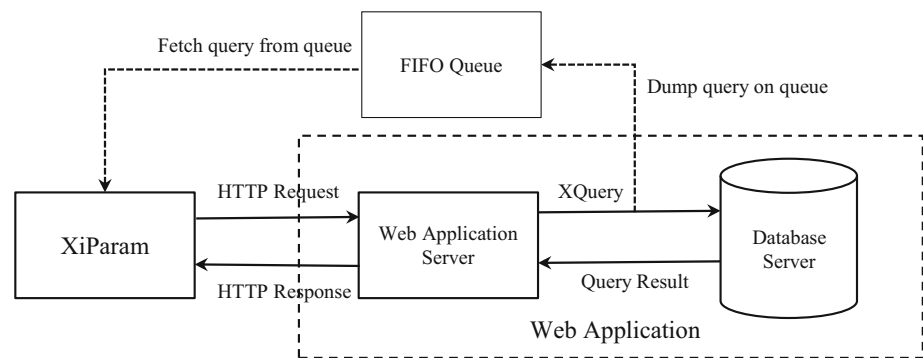 Fetch query from queue
FIFO Queue
Dump query on queue
HTTP Request
XQuery
XiParam
Web Application
Server
Database
Server
HTTP Response
Query Result
Web Application